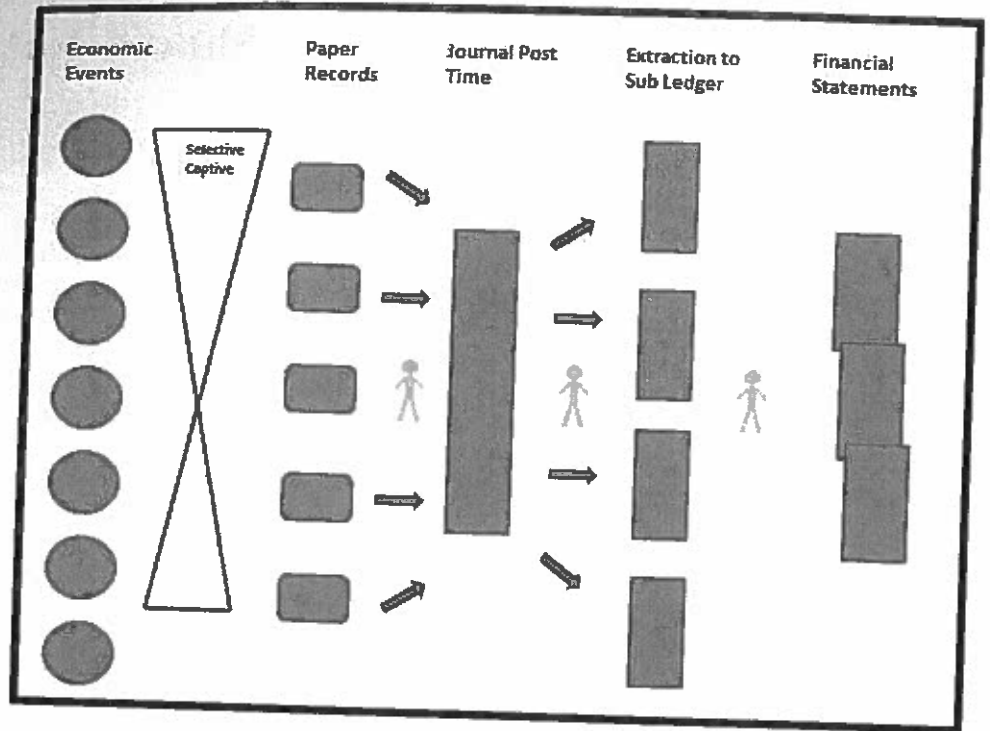 Economic
Events
Paper
Records
Journal Post
Time
Extraction to
Sub Ledger
Financial
Statements
Selective
Captive